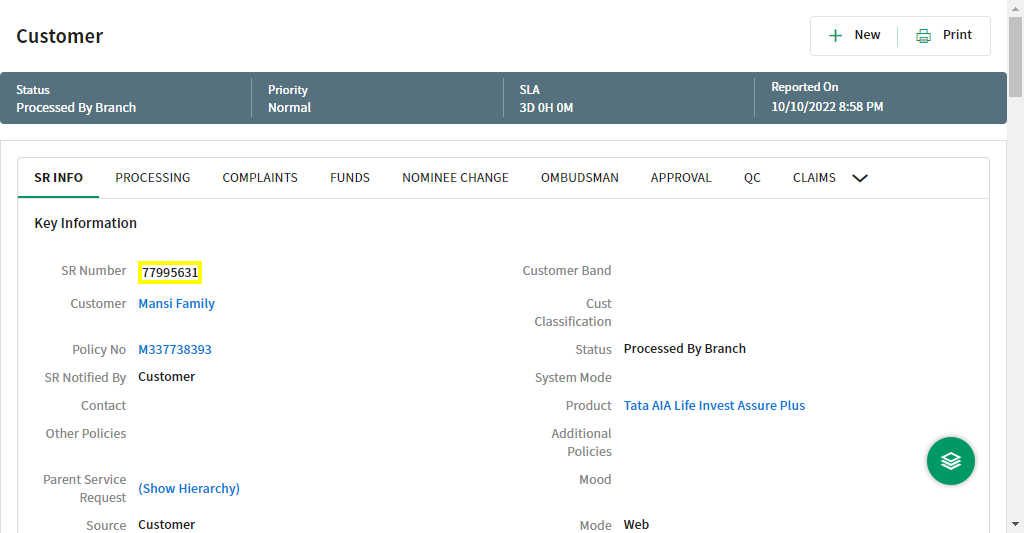 Customer
New
Print
Status
Processed By Branch
Priority
Normal
SLA
3D 0H 0M
Reported On
10/10/2022 8:58 PM
SR INFO PROCESSING COMPLAINTS FUNDS NOMINEE CHANGE OMBUDSMAN APPROVAL QC CLAIMS
Key Information
SR Number 77995631
Customer Band
Customer Mansi Family
Cust
Classification
Policy No M337738393
Status Processed By Branch
SR Notified By Customer
System Mode
Contact
Product Tata AIA Life Invest Assure Plus
Other Policies
Additional
Policies
Parent Service
Request
(Show Hierarchy)
Mood
Source Customer
Mode Web